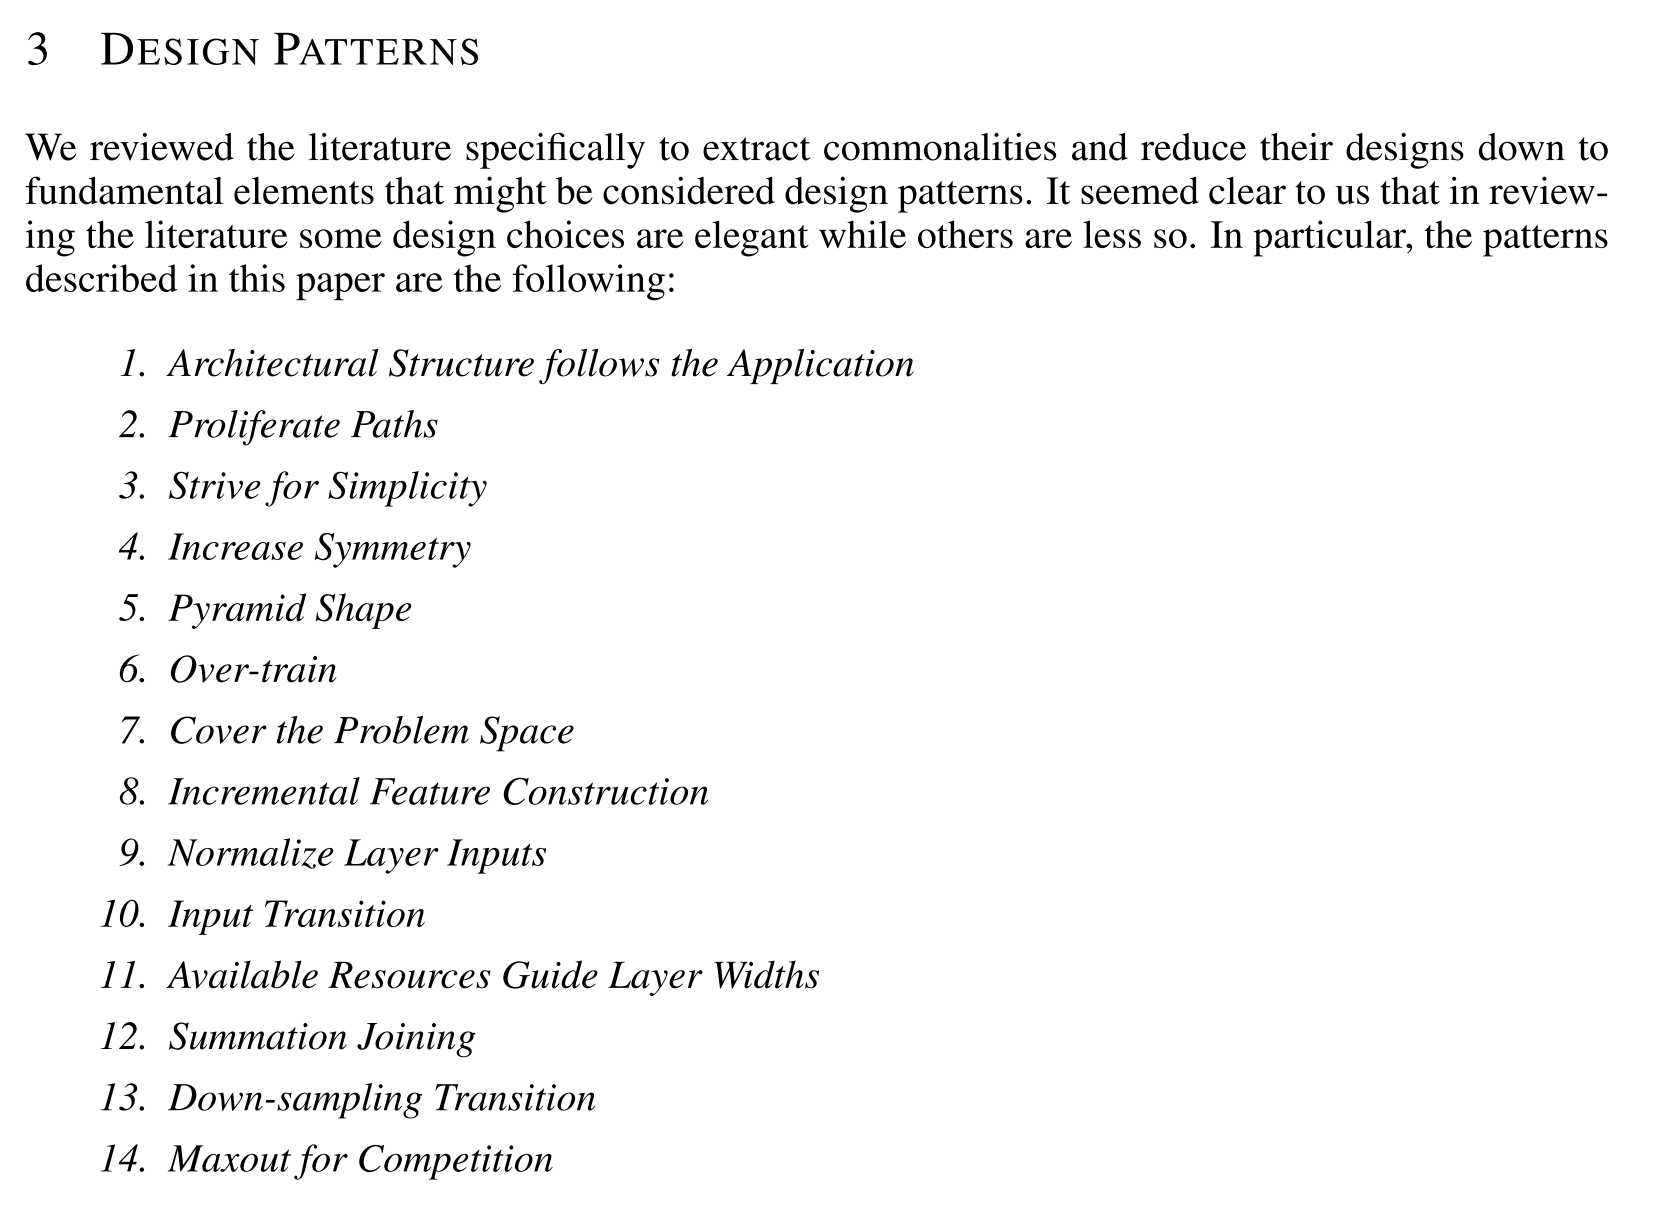 3 DESIGN PATTERNS
We reviewed the literature specifically to extract commonalities and reduce their designs down to
fundamental elements that might be considered design patterns. It seemed clear to us that in review-
ing the literature some design choices are elegant while others are less so. In particular, the patterns
described in this paper are the following:
1. Architectural Structure follows the Application
2. Proliferate Paths
3. Strive for Simplicity
4. Increase Symmetry
5. Pyramid Shape
6. Over-train
7. Cover the Problem Space
8. Incremental Feature Construction
9. Normalize Layer Inputs
10. Input Transition
11. Available Resources Guide Layer Widths
12. Summation Joining
13. Down-sampling Transition
14. Maxout for Competition